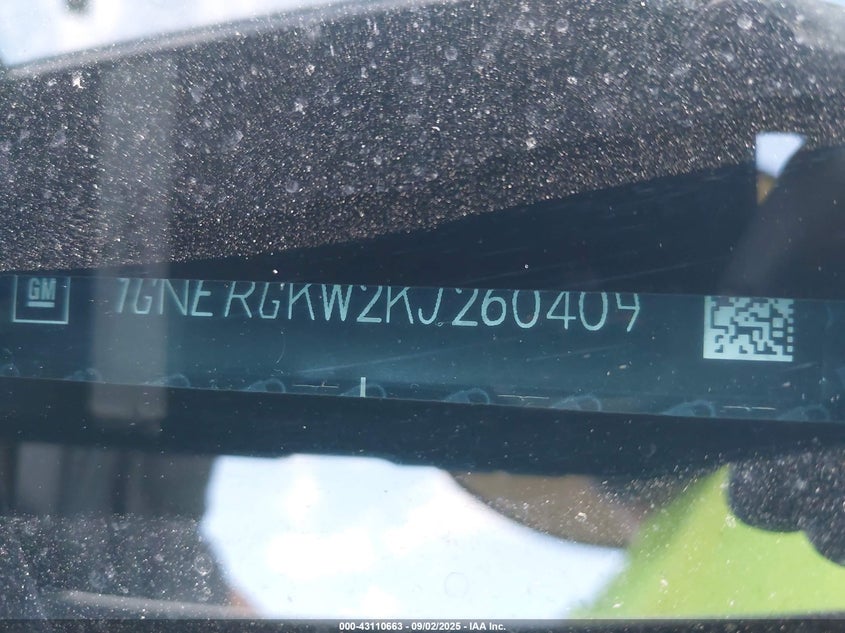 GM
1GNERGKW2KJ260409
000-43110663 - 09/02/2025 - IAA Inc.